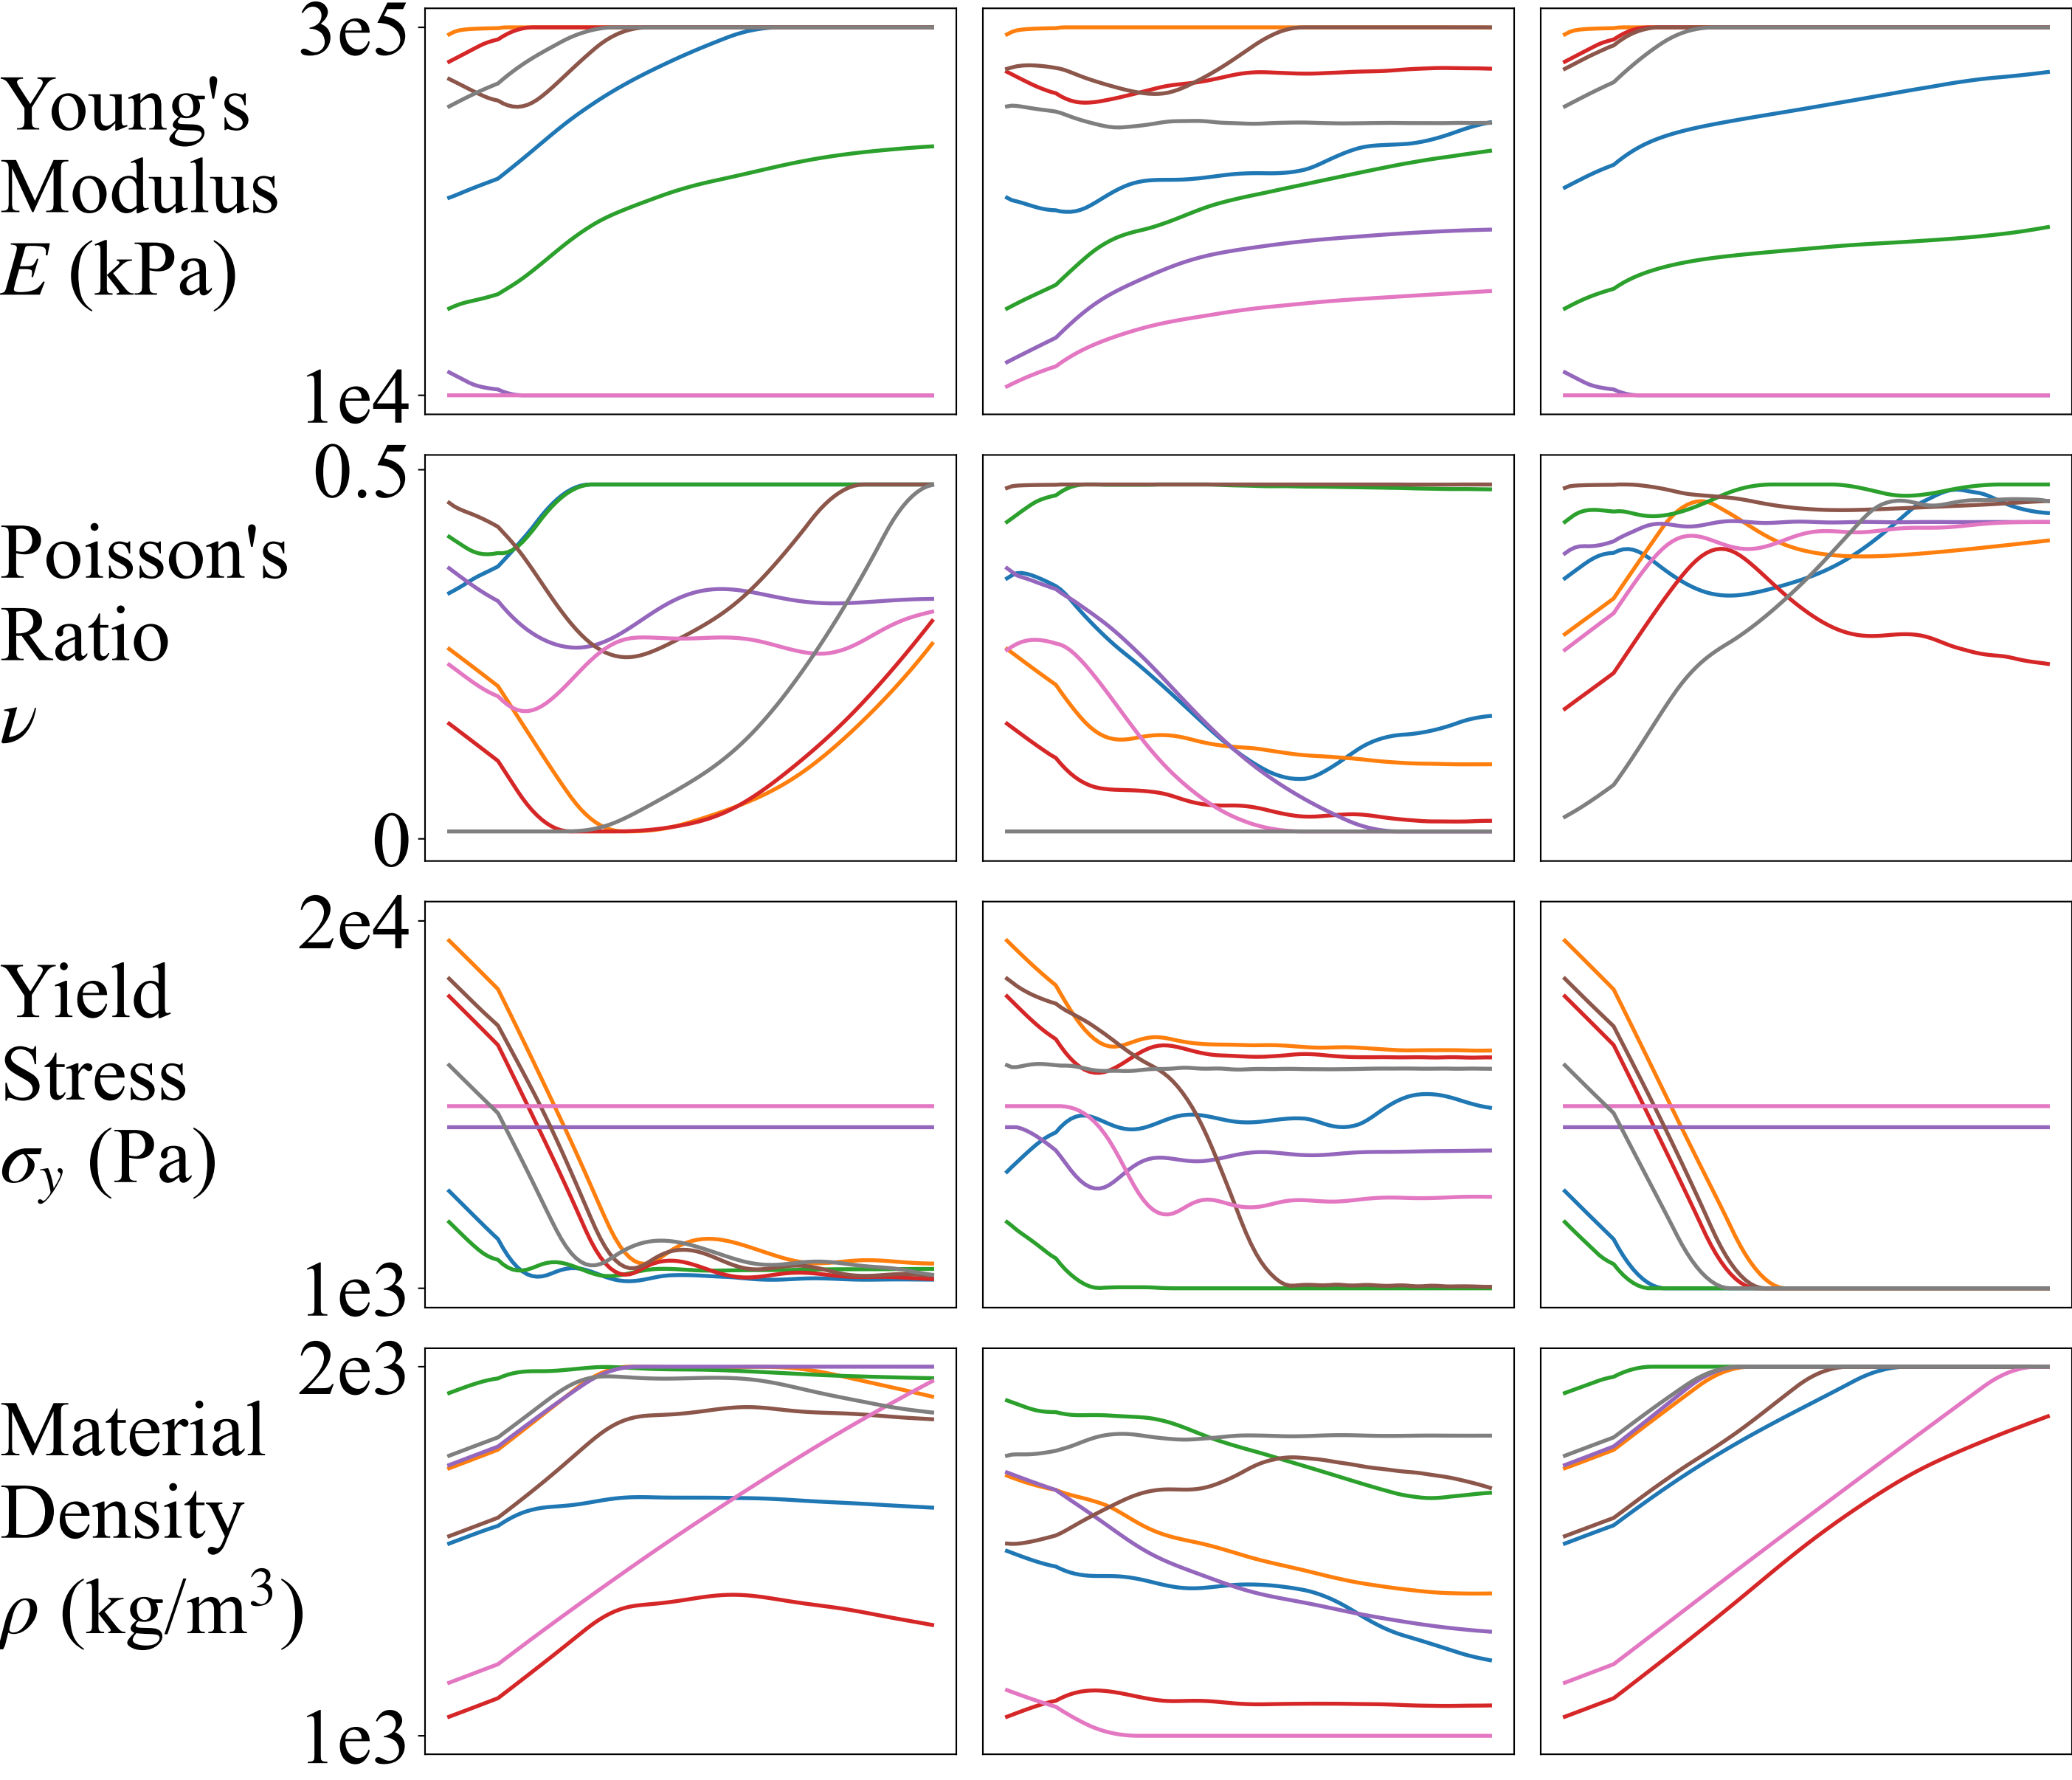 3e5
Young's
Modulus
E (kPa)
1e4
0.5
Poisson's
Ratio
ν
0
2e4
Yield
Stress
σy (Pa)
1e3
2e3
Material
Density
ρ (kg/m³)
1e3